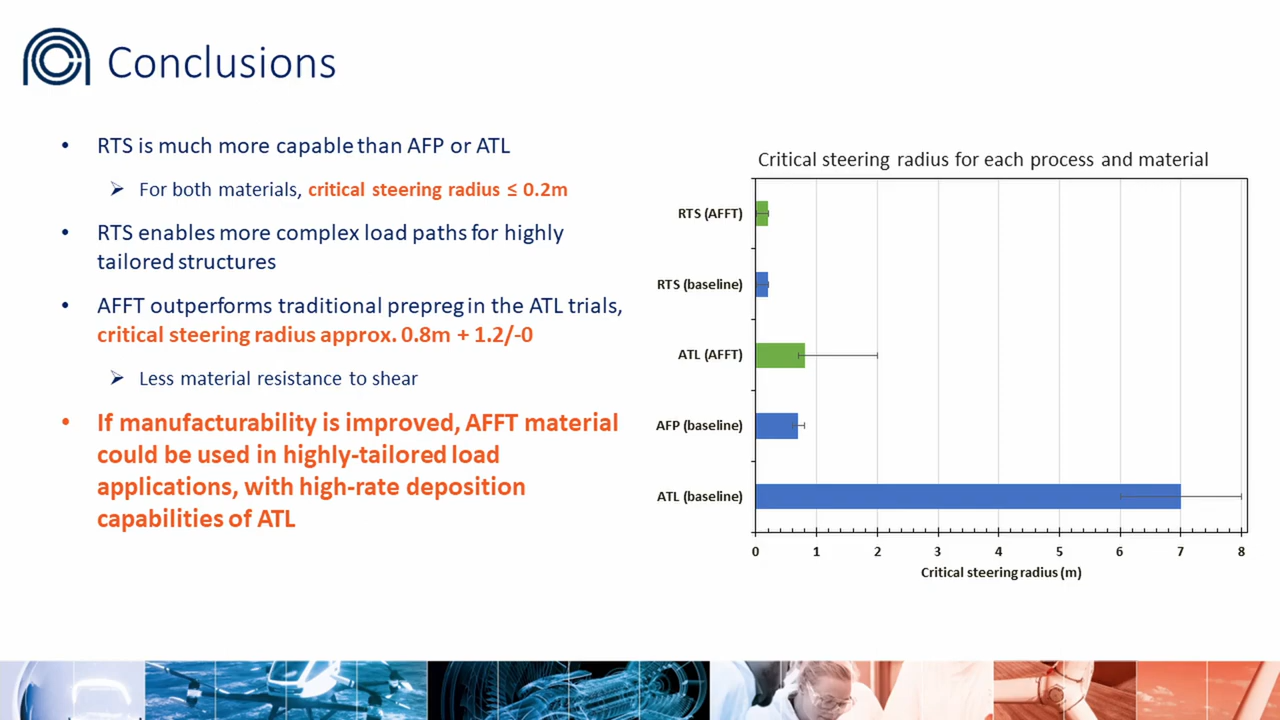 Conclusions
• RTS is much more capable than AFP or ATL
➢ For both materials, critical steering radius ≤ 0.2m
• RTS enables more complex load paths for highly
tailored structures
• AFFT outperforms traditional prepreg in the ATL trials,
critical steering radius approx. 0.8m + 1.2/-0
➢ Less material resistance to shear
• If manufacturability is improved, AFFT material
could be used in highly-tailored load
applications, with high-rate deposition
capabilities of ATL
Critical steering radius for each process and material
RTS (AFFT)
RTS (baseline)
ATL (AFFT)
AFP (baseline)
ATL (baseline)
0 1 2 3 4 5 6 7 8
Critical steering radius (m)